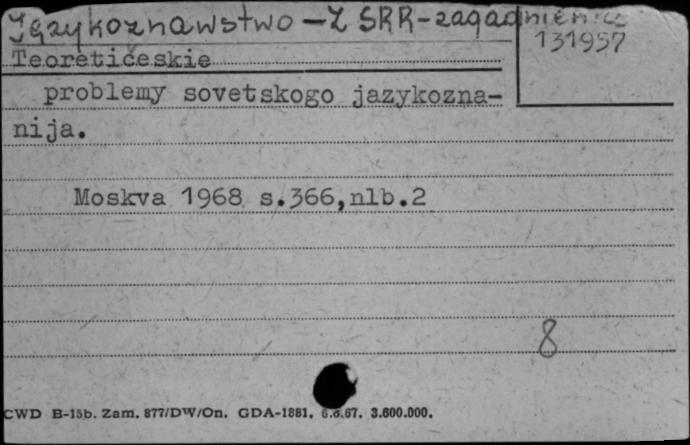 Językoznawstwo - ZSRR - zagadnienia
131957
Teoretičeskie
problemy sovetskogo jazykozna-
nija.
Moskva 1968 s.366,nlb.2
8
CWD B-15b. Zam. 877/DW/On. GDA-1881. 6.6.67. 3.600.000.